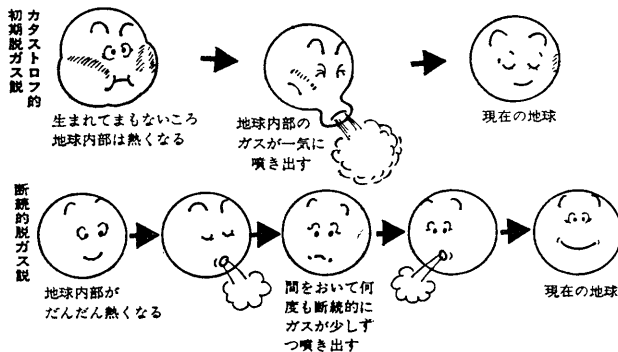 カタストロフ的
初期脱ガス説
生まれてまもないころ
地球内部は熱くなる
地球内部の
ガスが一気に
噴き出す
現在の地球
断続的脱ガス説
地球内部が
だんだん熱くなる
間をおいて何
度も断続的に
ガスが少しず
つ噴き出す
現在の地球